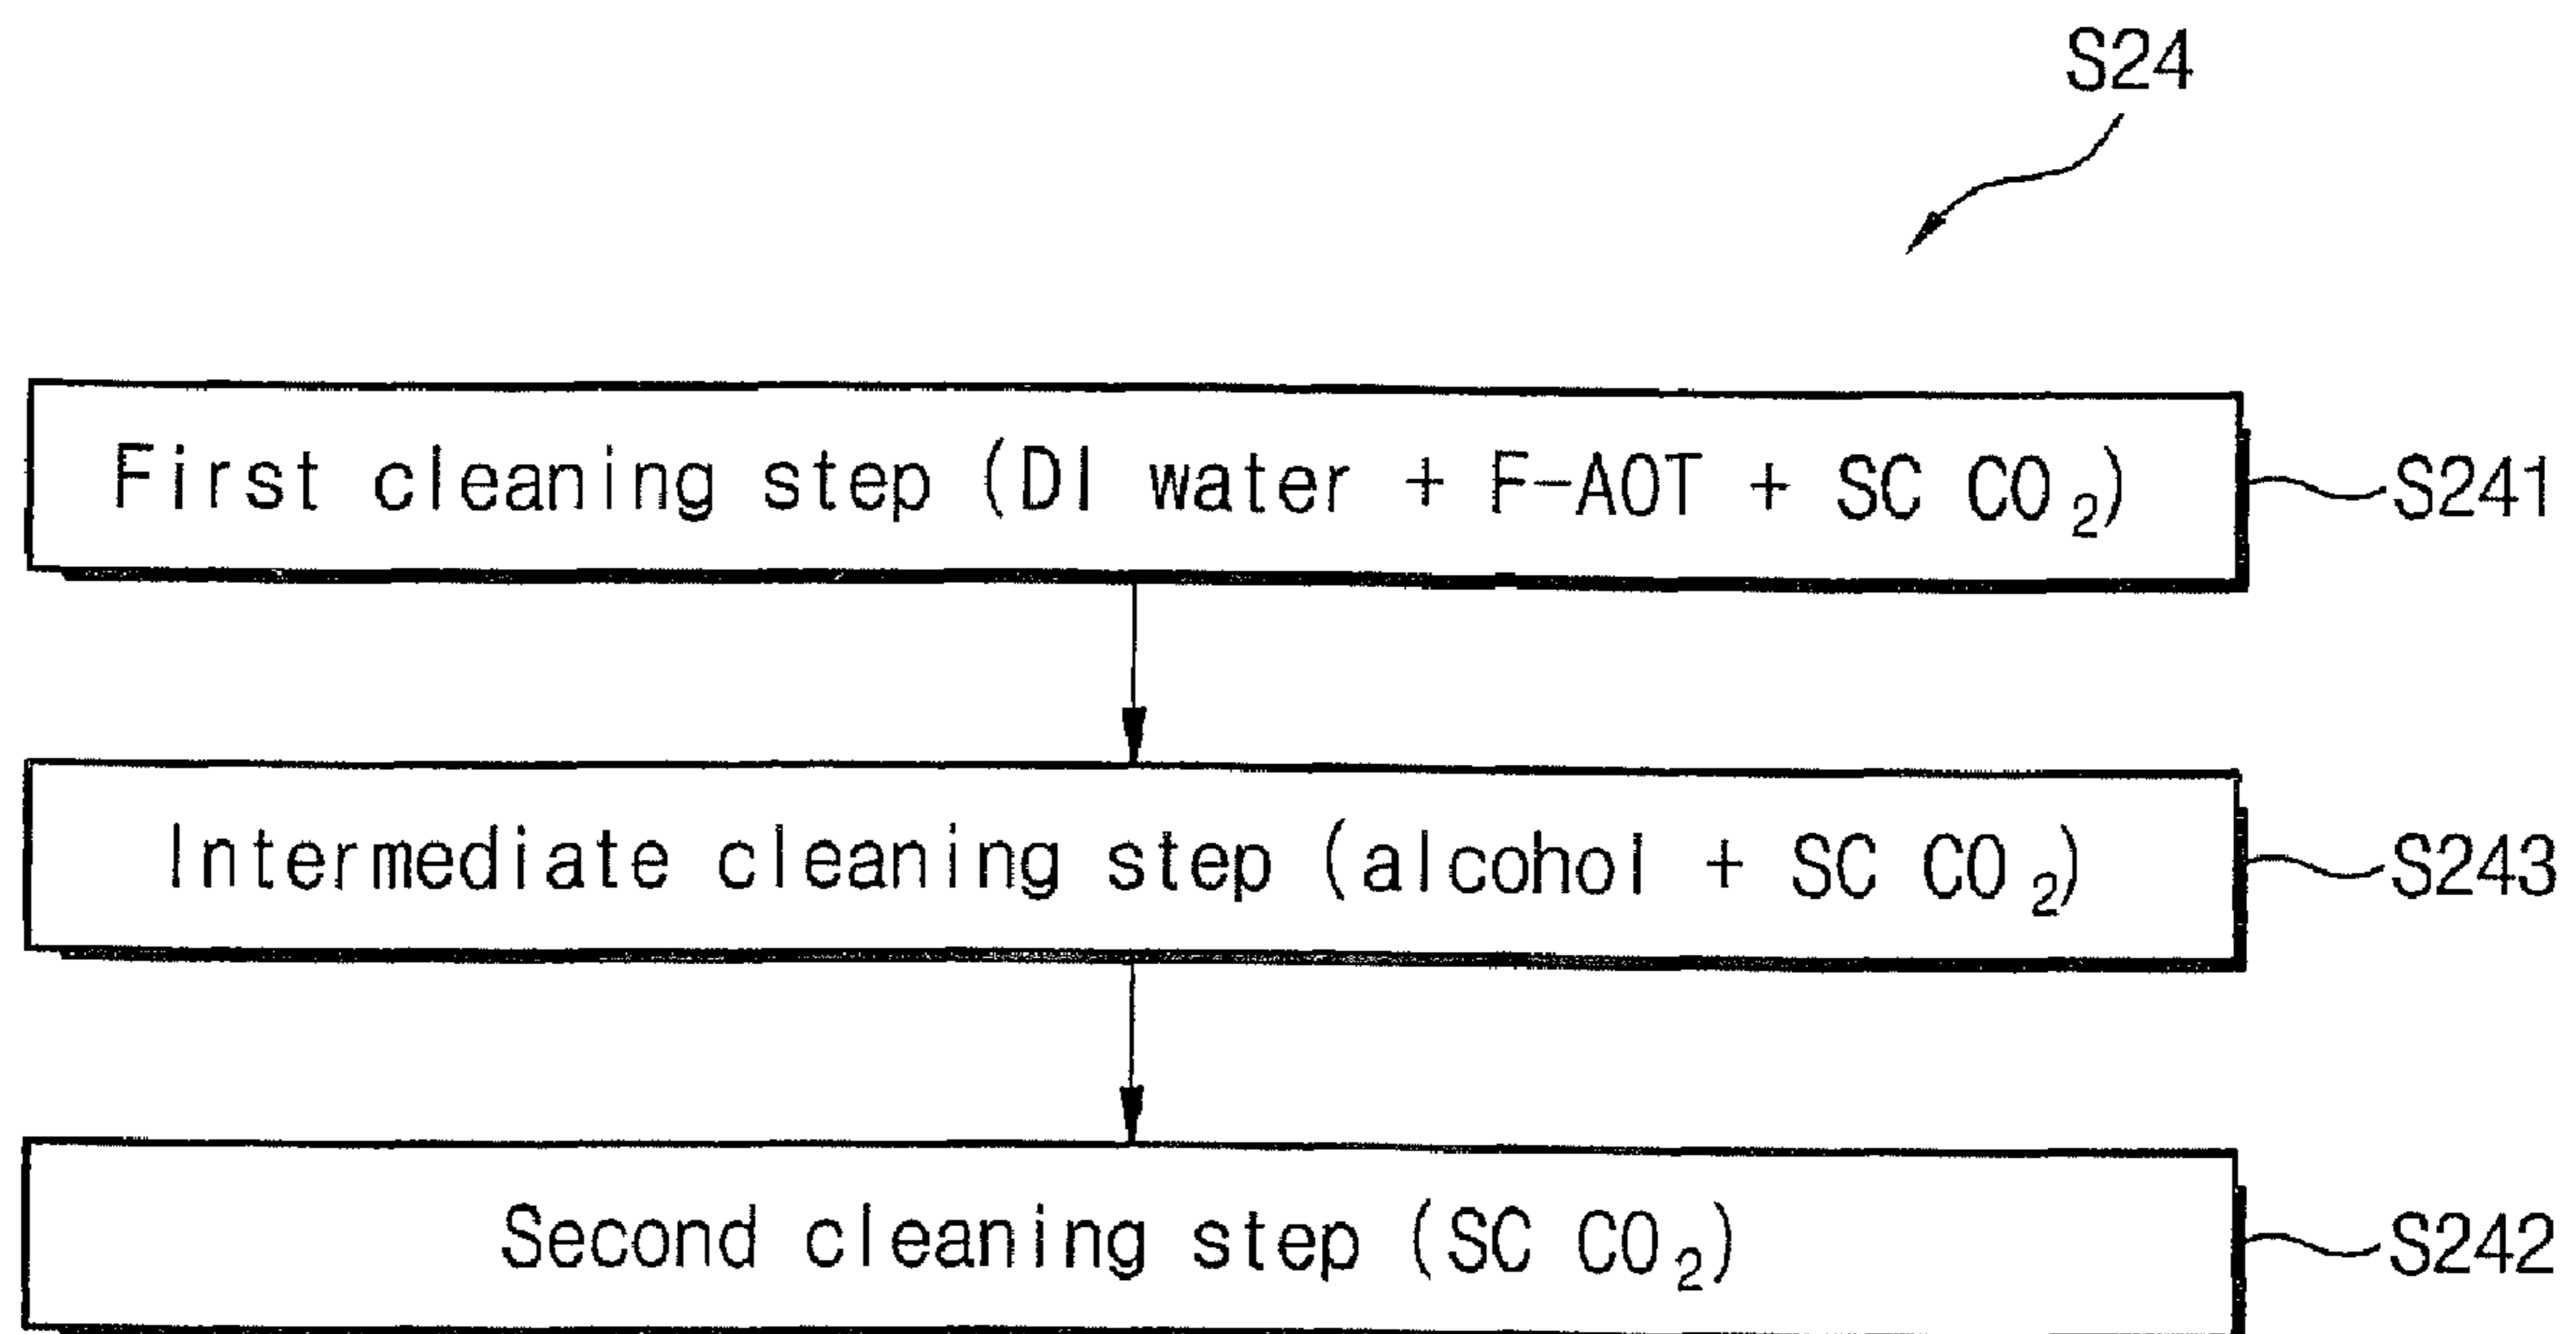 S24
First cleaning step (DI water + F-AOT + SC CO₂) S241
Intermediate cleaning step (alcohol + SC CO₂) S243
Second cleaning step (SC CO₂) S242